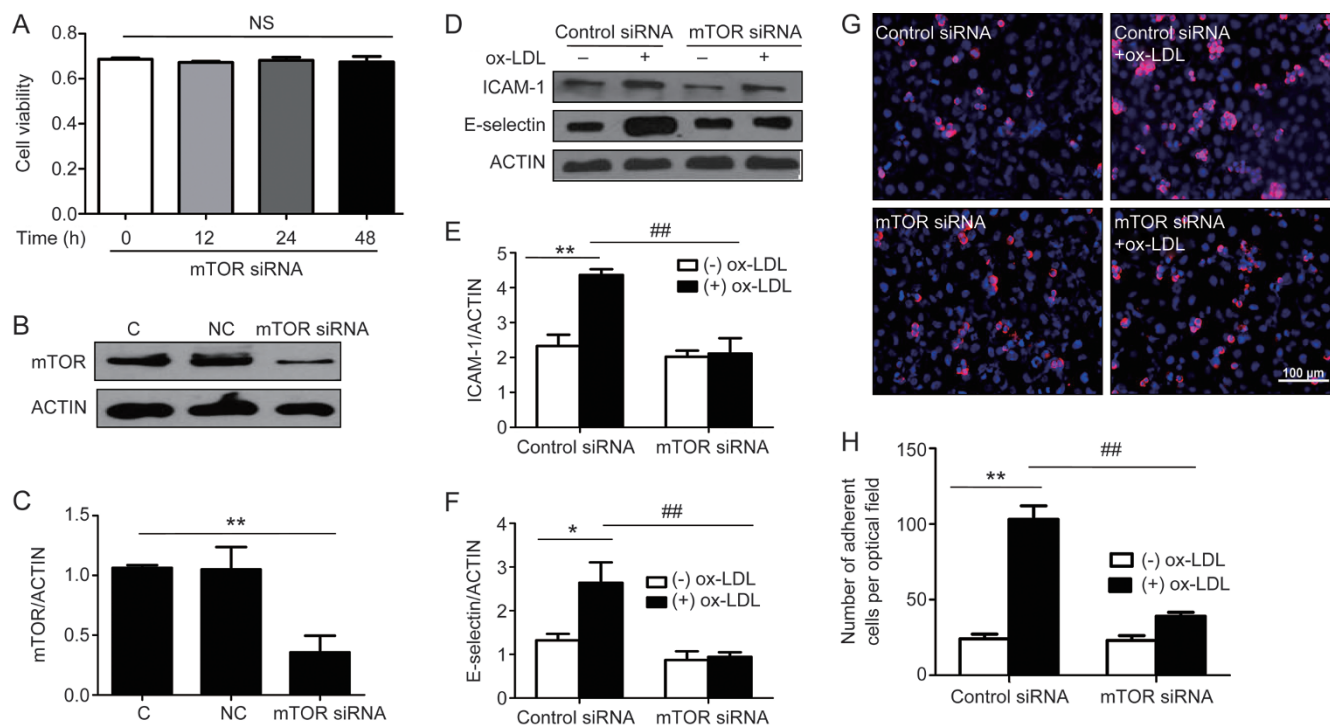 A
NS
Cell viability
0.8
0.6
0.4
0.2
0.0
Time (h) 0 12 24 48
mTOR siRNA
B
C NC mTOR siRNA
mTOR
ACTIN
C
**
mTOR/ACTIN
1.5
1.0
0.5
0.0
C NC mTOR siRNA
D
Control siRNA mTOR siRNA
ox-LDL – + – +
ICAM-1
E-selectin
ACTIN
E
##
**
(-) ox-LDL
(+) ox-LDL
ICAM-1/ACTIN
5
4
3
2
1
0
Control siRNA mTOR siRNA
F
##
*
(-) ox-LDL
(+) ox-LDL
E-selectin/ACTIN
4
3
2
1
0
Control siRNA mTOR siRNA
G
Control siRNA
Control siRNA
+ox-LDL
mTOR siRNA
mTOR siRNA
+ox-LDL
100 µm
H
##
**
(-) ox-LDL
(+) ox-LDL
Number of adherent
cells per optical field
150
100
50
0
Control siRNA mTOR siRNA